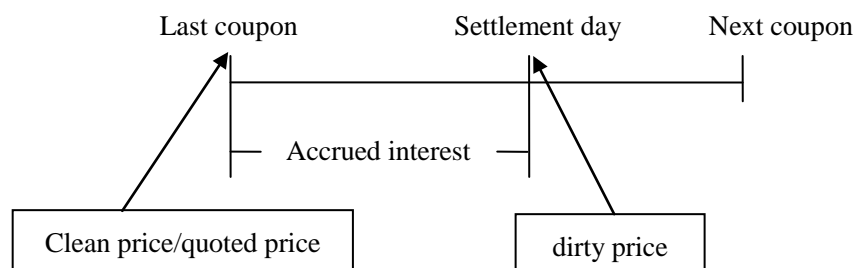 Last coupon Settlement day Next coupon
Accrued interest
Clean price/quoted price dirty price